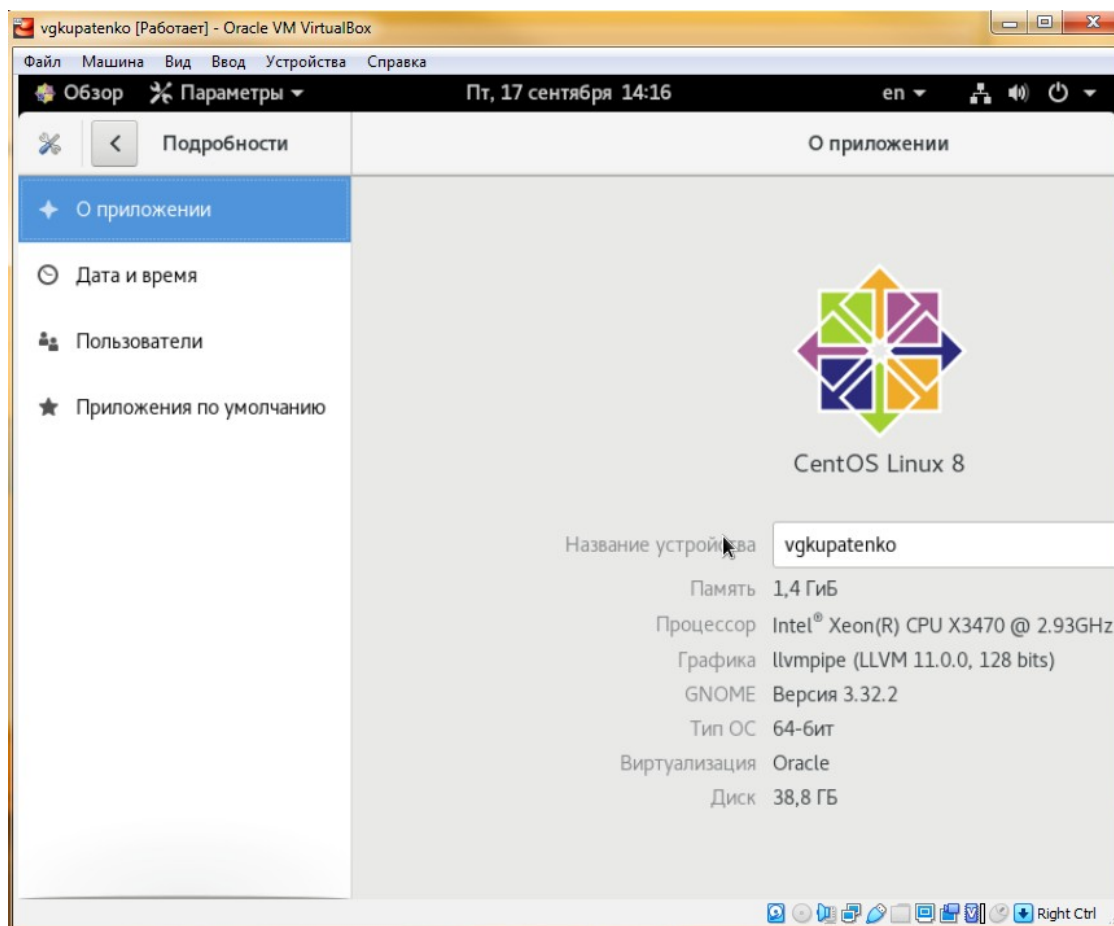 vgkupatenko [Работает] - Oracle VM VirtualBox
Файл Машина Вид Ввод Устройства Справка
Обзор Параметры Пт, 17 сентября 14:16 en
Подробности О приложении
О приложении
Дата и время
Пользователи
Приложения по умолчанию
CentOS Linux 8
Название устройства vgkupatenko
Память 1,4 ГиБ
Процессор Intel® Xeon(R) CPU X3470 @ 2.93GHz
Графика llvmpipe (LLVM 11.0.0, 128 bits)
GNOME Версия 3.32.2
Тип ОС 64-бит
Виртуализация Oracle
Диск 38,8 ГБ
Right Ctrl